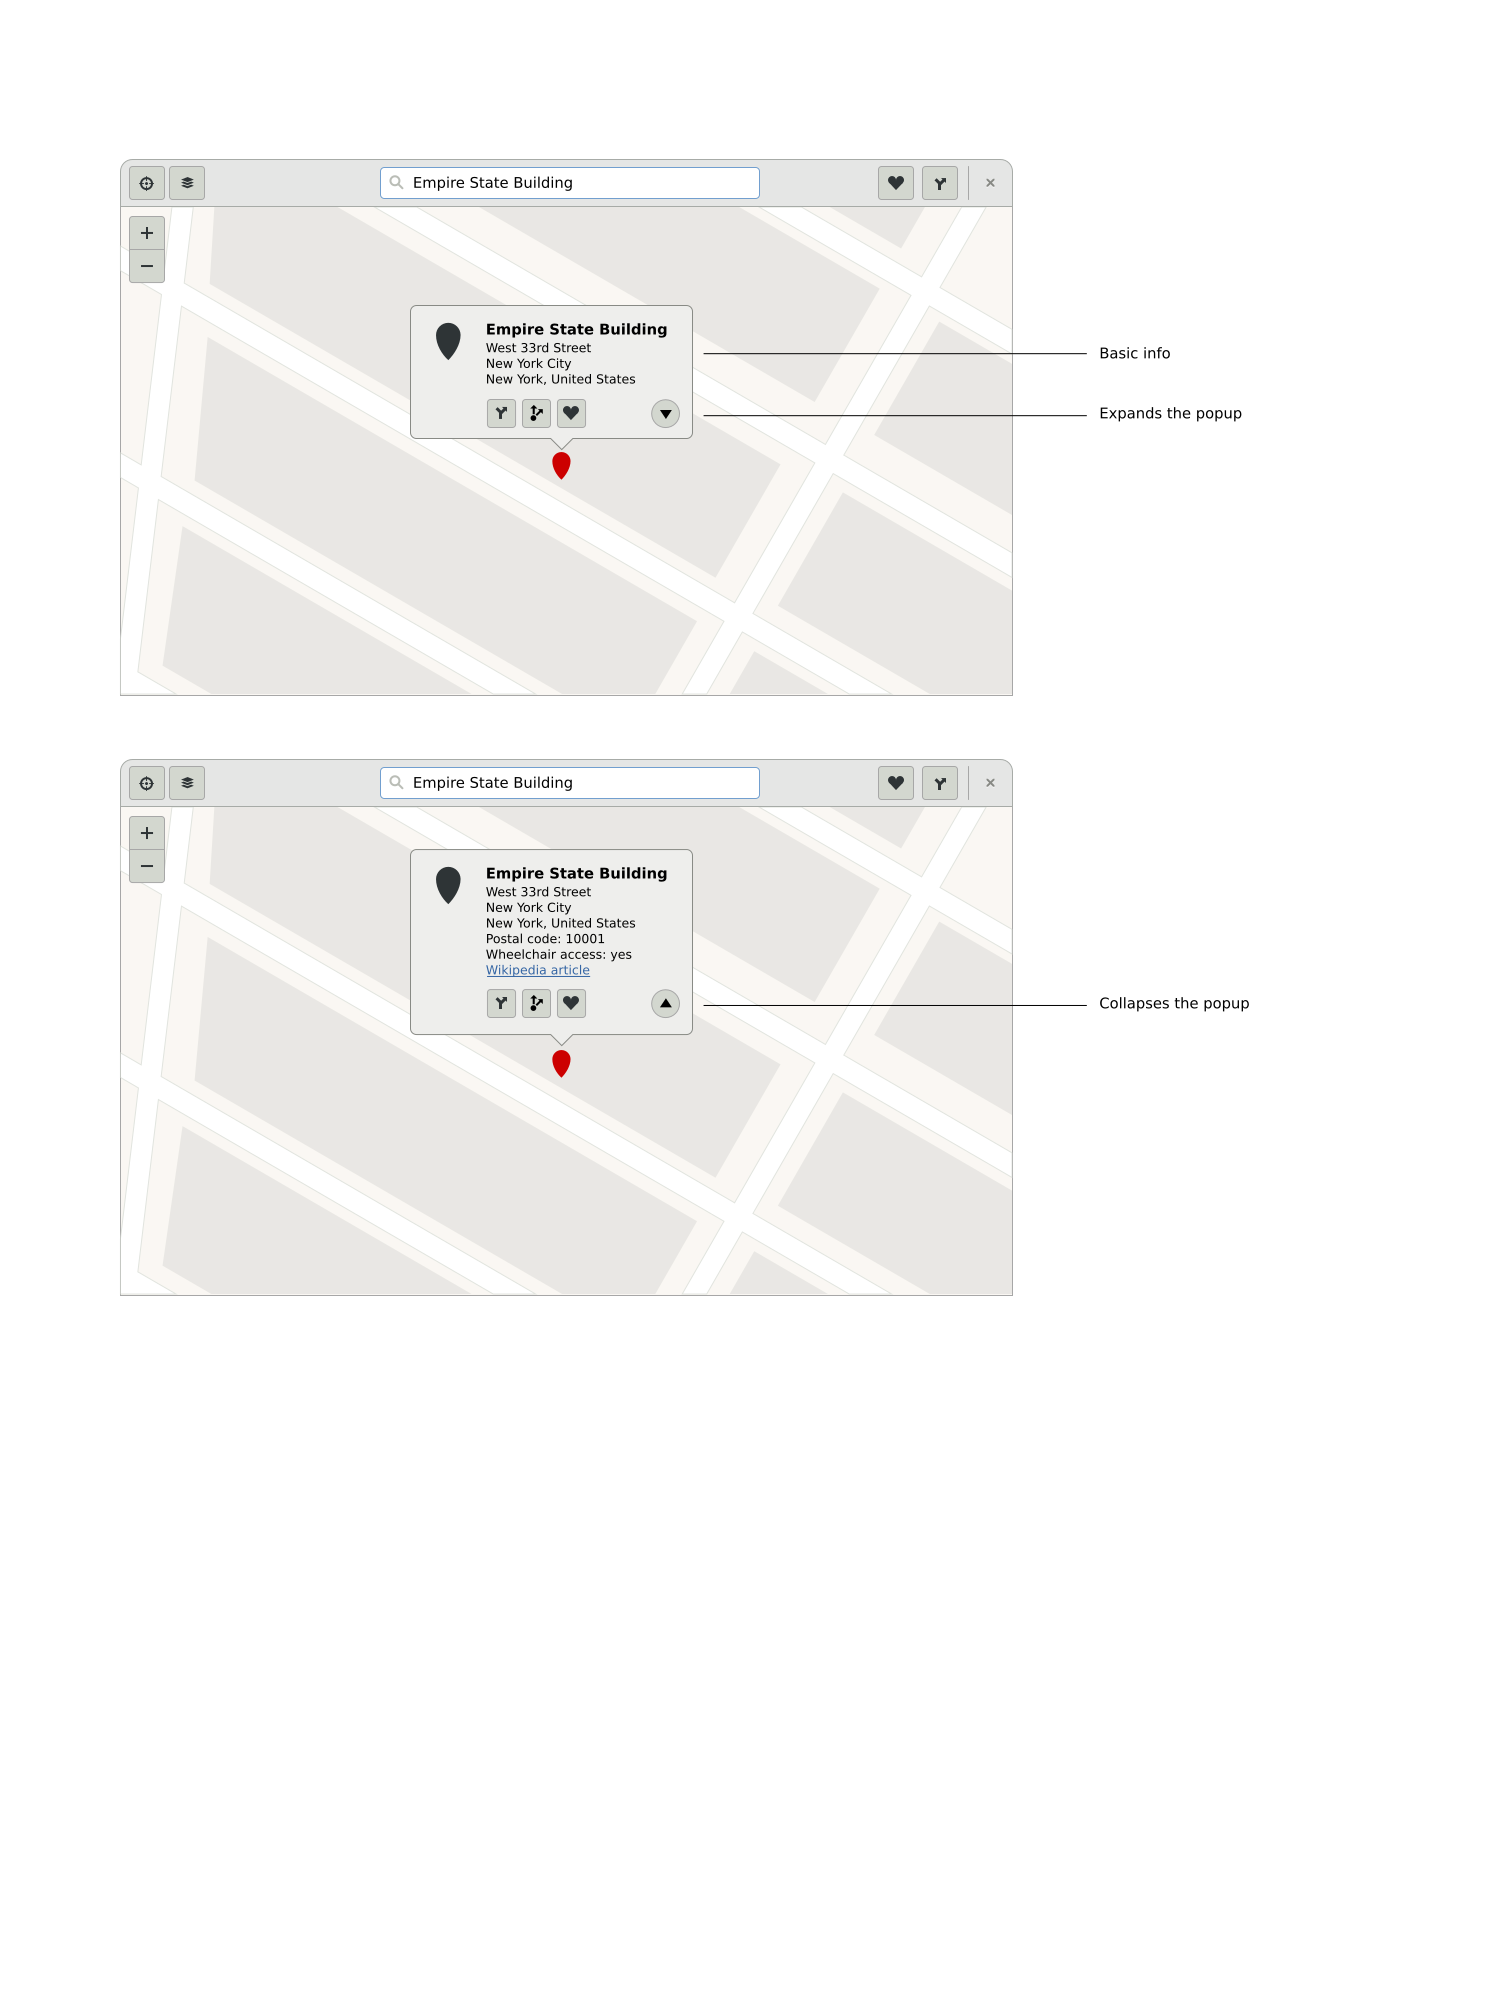 Empire State Building
Empire State Building
West 33rd Street
New York City
New York, United States
Basic info
Expands the popup
Empire State Building
Empire State Building
West 33rd Street
New York City
New York, United States
Postal code: 10001
Wheelchair access: yes
Wikipedia article
Collapses the popup